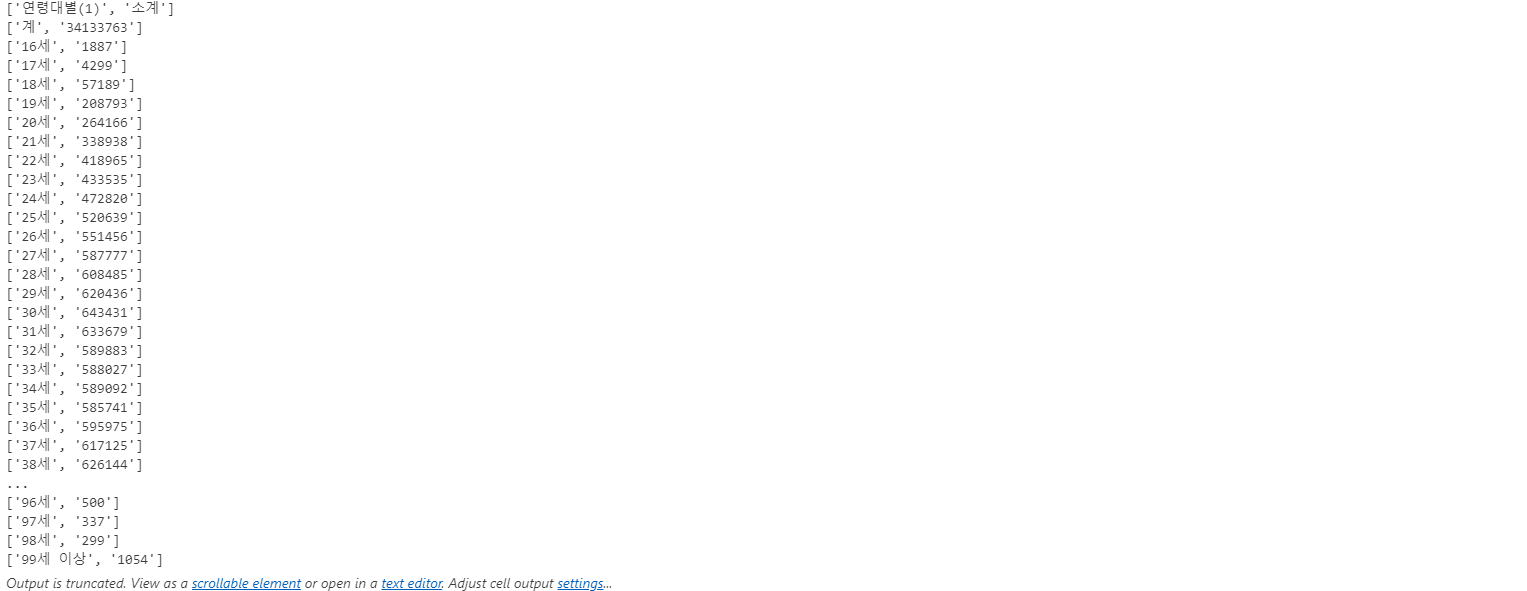 ['연령대별(1)', '소계']
['계', '34133763']
['16세', '1887']
['17세', '4299']
['18세', '57189']
['19세', '208793']
['20세', '264166']
['21세', '338938']
['22세', '418965']
['23세', '433535']
['24세', '472820']
['25세', '520639']
['26세', '551456']
['27세', '587777']
['28세', '608485']
['29세', '620436']
['30세', '643431']
['31세', '633679']
['32세', '589883']
['33세', '588027']
['34세', '589092']
['35세', '585741']
['36세', '595975']
['37세', '617125']
['38세', '626144']
...
['96세', '500']
['97세', '337']
['98세', '299']
['99세 이상', '1054']
Output is truncated. View as a scrollable element or open in a text editor. Adjust cell output settings...